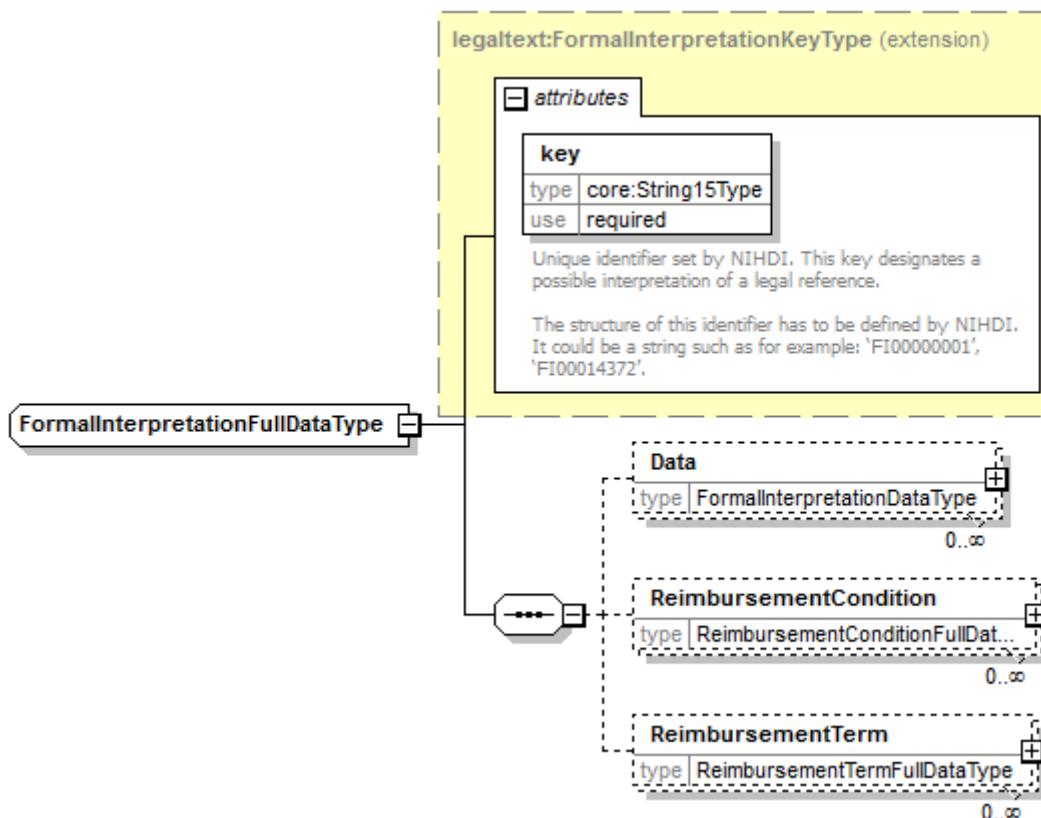 legaltext:FormalInterpretationKeyType (extension)
attributes
key
type core:String15Type
use required
Unique identifier set by NIHDI. This key designates a
possible interpretation of a legal reference.
The structure of this identifier has to be defined by NIHDI.
It could be a string such as for example: 'FI00000001',
'FI00014372'.
FormalInterpretationFullDataType
Data
type FormalInterpretationDataType
0..∞
ReimbursementCondition
type ReimbursementConditionFullDat...
0..∞
ReimbursementTerm
type ReimbursementTermFullDataType
0..∞